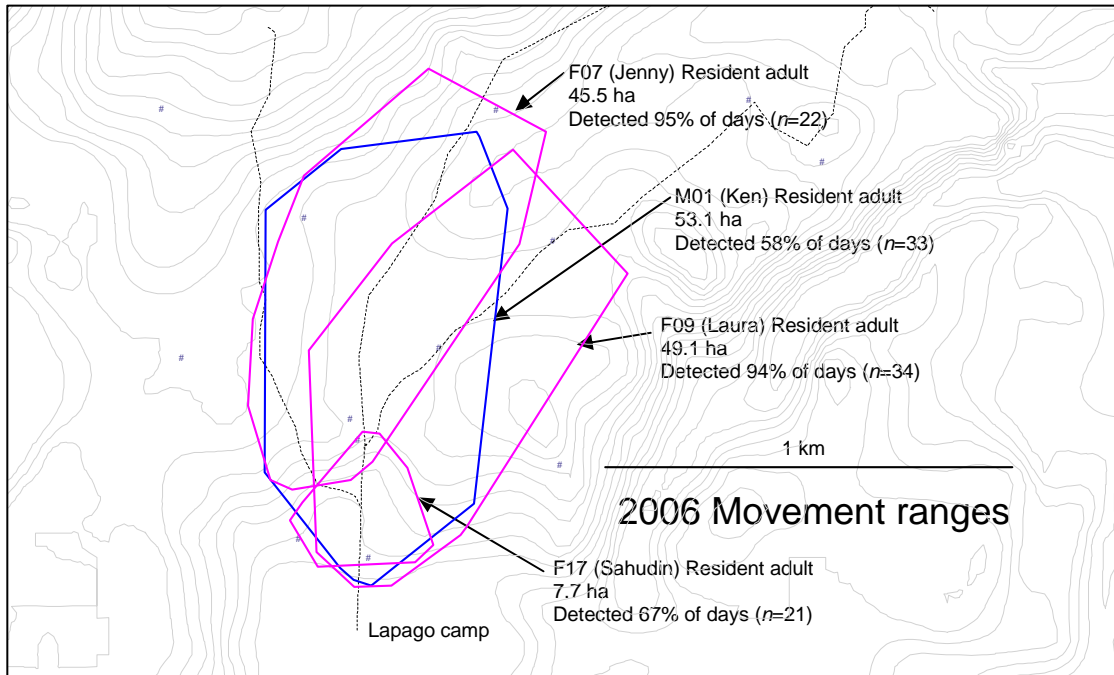 F07 (Jenny) Resident adult
45.5 ha
Detected 95% of days (n=22)
M01 (Ken) Resident adult
53.1 ha
Detected 58% of days (n=33)
F09 (Laura) Resident adult
49.1 ha
Detected 94% of days (n=34)
1 km
2006 Movement ranges
F17 (Sahudin) Resident adult
7.7 ha
Detected 67% of days (n=21)
Lapago camp